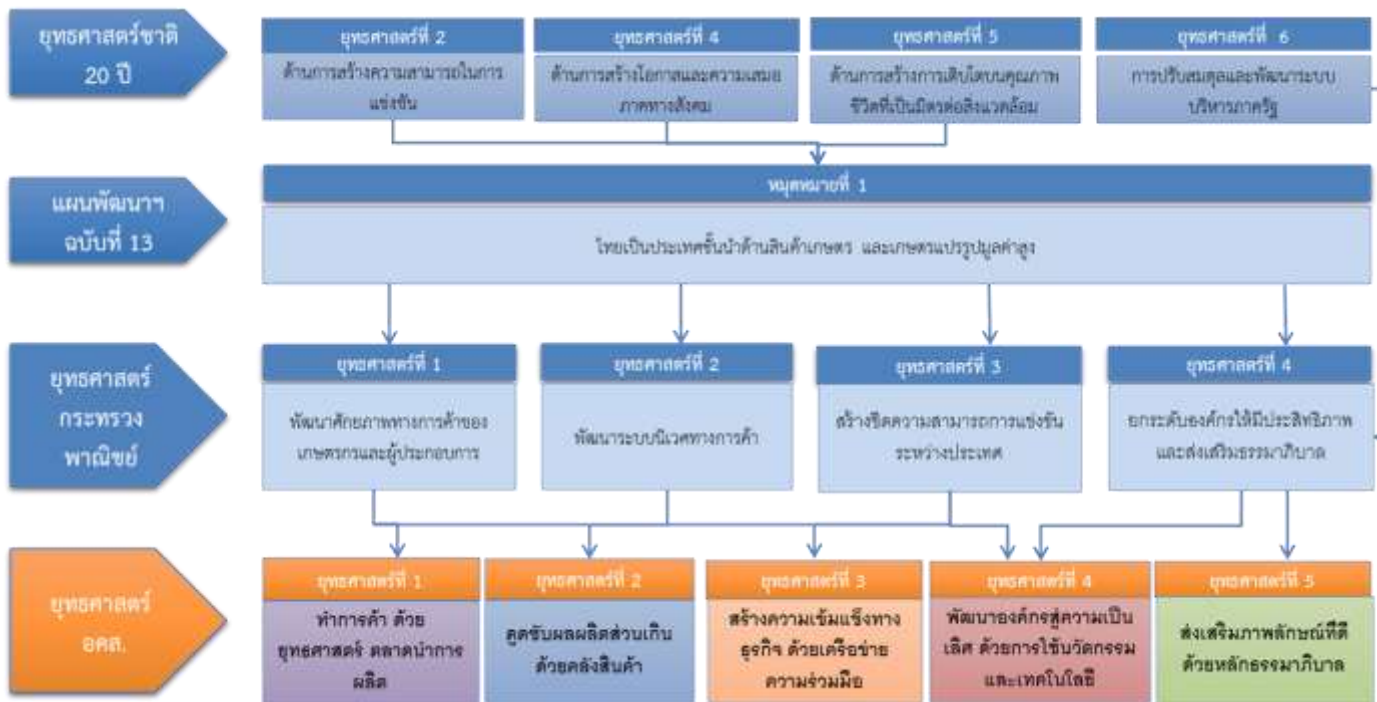 ยุทธศาสตร์ชาติ
20 ปี
ยุทธศาสตร์ที่ 2
ด้านการสร้างความสามารถในการ
แข่งขัน
ยุทธศาสตร์ที่ 4
ด้านการสร้างโอกาสและความเสมอ
ภาคทางสังคม
ยุทธศาสตร์ที่ 5
ด้านการสร้างการเติบโตบนคุณภาพ
ชีวิตที่เป็นมิตรต่อสิ่งแวดล้อม
ยุทธศาสตร์ที่ 6
การปรับสมดุลและพัฒนาระบบ
บริหารภาครัฐ
แผนพัฒนาฯ
ฉบับที่ 13
หมุดหมายที่ 1
ไทยเป็นประเทศชั้นนำด้านสินค้าเกษตร และเกษตรแปรรูปมูลค่าสูง
ยุทธศาสตร์
กระทรวง
พาณิชย์
ยุทธศาสตร์ที่ 1
พัฒนาศักยภาพทางการค้าของ
เกษตรกรและผู้ประกอบการ
ยุทธศาสตร์ที่ 2
พัฒนาระบบนิเวศทางการค้า
ยุทธศาสตร์ที่ 3
สร้างขีดความสามารถการแข่งขัน
ระหว่างประเทศ
ยุทธศาสตร์ที่ 4
ยกระดับองค์กรให้มีประสิทธิภาพ
และส่งเสริมธรรมาภิบาล
ยุทธศาสตร์
อคส.
ยุทธศาสตร์ที่ 1
ทำการค้า ด้วย
ยุทธศาสตร์ ตลาดนำการ
ผลิต
ยุทธศาสตร์ที่ 2
ดูดซับผลผลิตส่วนเกิน
ด้วยคลังสินค้า
ยุทธศาสตร์ที่ 3
สร้างความเข้มแข็งทาง
ธุรกิจ ด้วยเครือข่าย
ความร่วมมือ
ยุทธศาสตร์ที่ 4
พัฒนาองค์กรสู่ความเป็น
เลิศ ด้วยการใช้นวัตกรรม
และเทคโนโลยี
ยุทธศาสตร์ที่ 5
ส่งเสริมภาพลักษณ์ที่ดี
ด้วยหลักธรรมาภิบาล